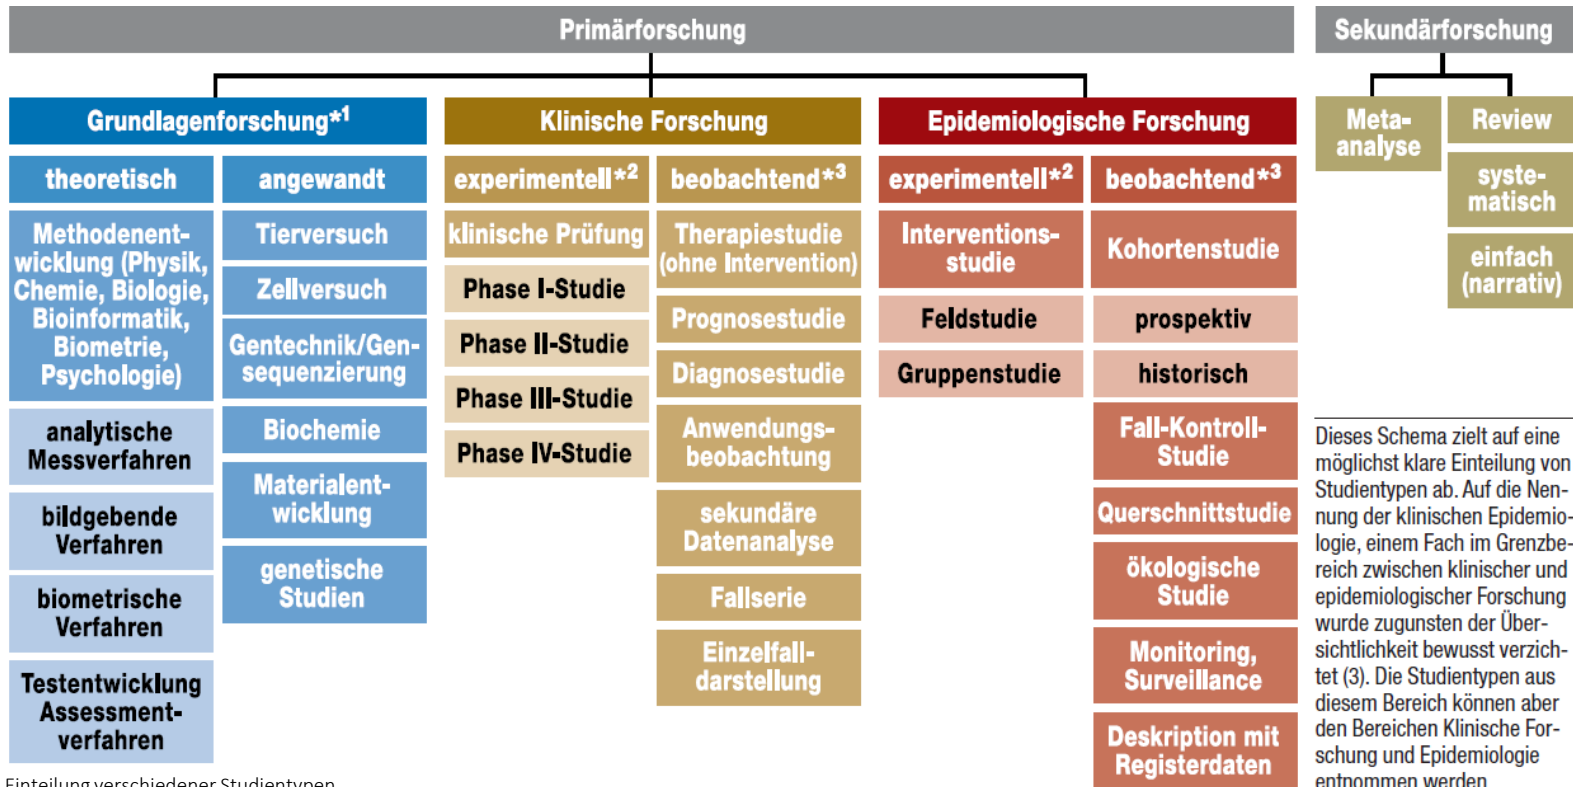 Primärforschung
Sekundärforschung
Grundlagenforschung*1
Klinische Forschung
Epidemiologische Forschung
Meta-
analyse
Review
syste-
matisch
einfach
(narrativ)
theoretisch
Methodenent-
wicklung (Physik,
Chemie, Biologie,
Bioinformatik,
Biometrie,
Psychologie)
analytische
Messverfahren
bildgebende
Verfahren
biometrische
Verfahren
Testentwicklung
Assessment-
verfahren
angewandt
Tierversuch
Zellversuch
Gentechnik/Gen-
sequenzierung
Biochemie
Materialent-
wicklung
genetische
Studien
experimentell*2
klinische Prüfung
Phase I-Studie
Phase II-Studie
Phase III-Studie
Phase IV-Studie
beobachtend*3
Therapiestudie
(ohne Intervention)
Prognosestudie
Diagnosestudie
Anwendungs-
beobachtung
sekundäre
Datenanalyse
Fallserie
Einzelfall-
darstellung
experimentell*2
Interventions-
studie
Feldstudie
Gruppenstudie
beobachtend*3
Kohortenstudie
prospektiv
historisch
Fall-Kontroll-
Studie
Querschnittstudie
ökologische
Studie
Monitoring,
Surveillance
Deskription mit
Registerdaten
Dieses Schema zielt auf eine
möglichst klare Einteilung von
Studientypen ab. Auf die Nen-
nung der klinischen Epidemio-
logie, einem Fach im Grenzbe-
reich zwischen klinischer und
epidemiologischer Forschung
wurde zugunsten der Über-
sichtlichkeit bewusst verzich-
tet (3). Die Studientypen aus
diesem Bereich können aber
den Bereichen Klinische For-
schung und Epidemiologie
entnommen werden
Einteilung verschiedener Studientypen